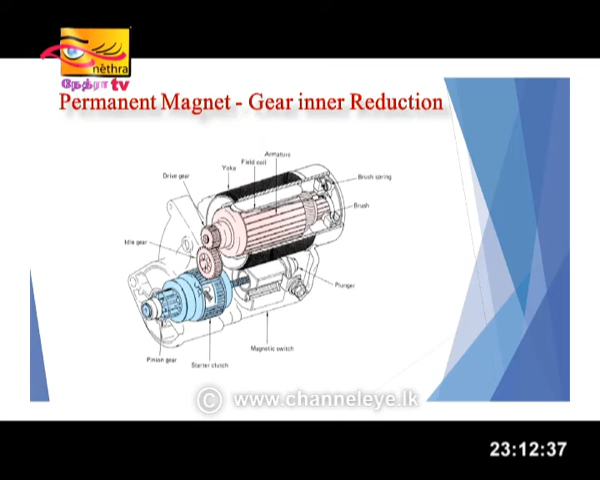 nēthra
நேத்ரா tv
Permanent Magnet - Gear inner Reduction
Armature
Field coil
Yoke
Drive gear
Brush spring
Brush
Idle gear
Plunger
Magnetic switch
Pinion gear
Starter clutch
© www.channeleye.lk
23:12:37